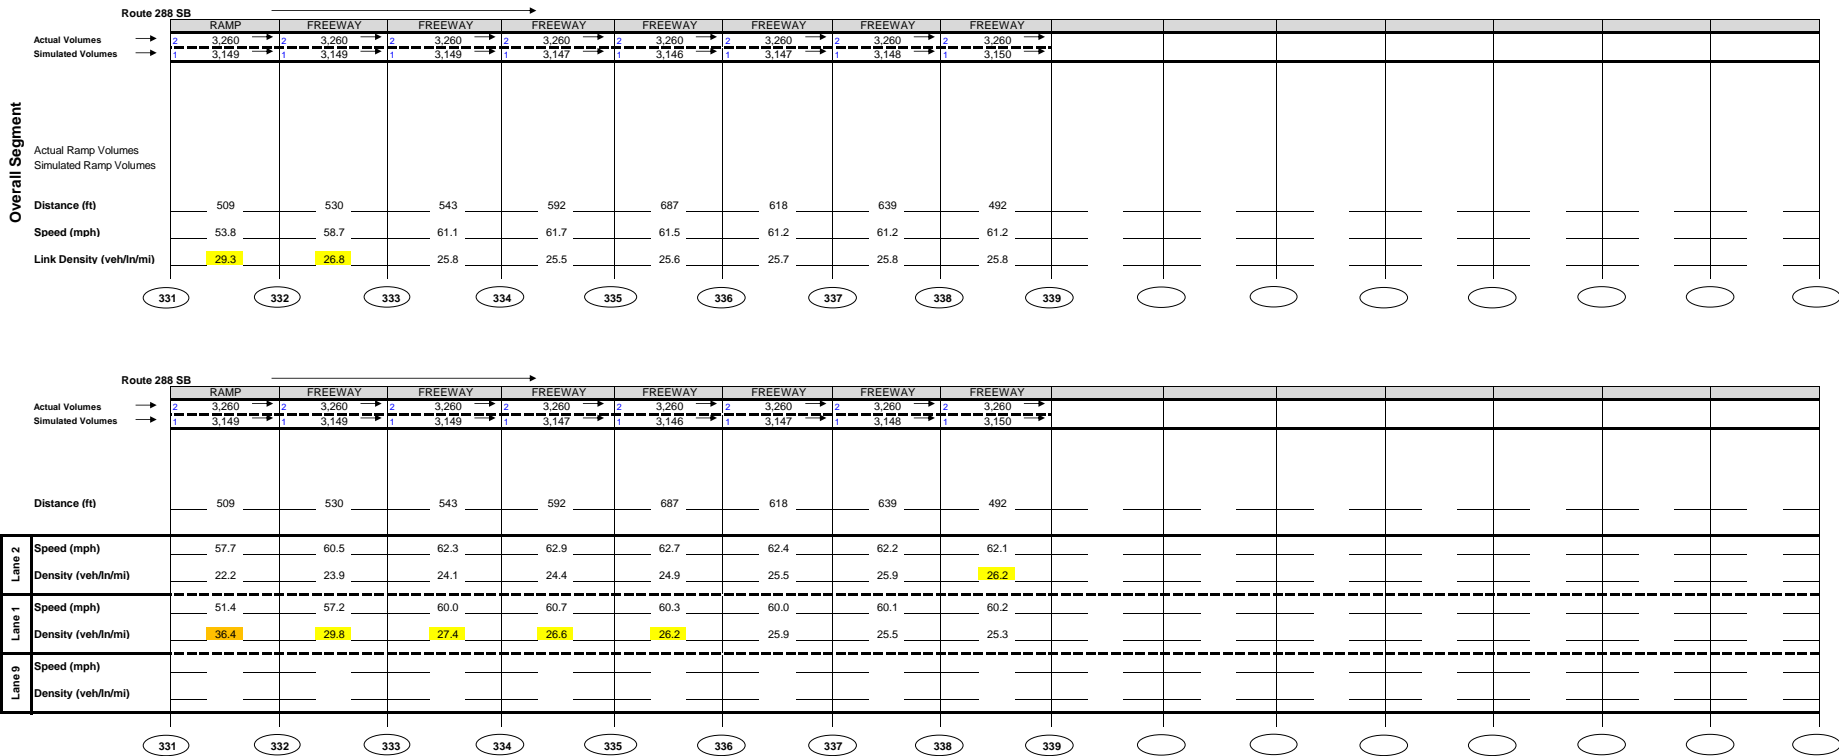 Route 288 SB
RAMP FREEWAY FREEWAY FREEWAY FREEWAY FREEWAY FREEWAY FREEWAY
Actual Volumes 2 3,260 2 3,260 2 3,260 2 3,260 2 3,260 2 3,260 2 3,260 2 3,260
Simulated Volumes 1 3,149 1 3,149 1 3,149 1 3,147 1 3,146 1 3,147 1 3,148 1 3,150
Overall Segment
Actual Ramp Volumes
Simulated Ramp Volumes
Distance (ft) 509 530 543 592 687 618 639 492
Speed (mph) 53.8 58.7 61.1 61.7 61.5 61.2 61.2 61.2
Link Density (veh/ln/mi) 29.3 26.8 25.8 25.5 25.6 25.7 25.8 25.8
331 332 333 334 335 336 337 338 339
Route 288 SB
RAMP FREEWAY FREEWAY FREEWAY FREEWAY FREEWAY FREEWAY FREEWAY
Actual Volumes 2 3,260 2 3,260 2 3,260 2 3,260 2 3,260 2 3,260 2 3,260 2 3,260
Simulated Volumes 1 3,149 1 3,149 1 3,149 1 3,147 1 3,146 1 3,147 1 3,148 1 3,150
Distance (ft) 509 530 543 592 687 618 639 492
Lane 2
Speed (mph) 57.7 60.5 62.3 62.9 62.7 62.4 62.2 62.1
Density (veh/ln/mi) 22.2 23.9 24.1 24.4 24.9 25.5 25.9 26.2
Lane 1
Speed (mph) 51.4 57.2 60.0 60.7 60.3 60.0 60.1 60.2
Density (veh/ln/mi) 36.4 29.8 27.4 26.6 26.2 25.9 25.5 25.3
Lane 9
Speed (mph)
Density (veh/ln/mi)
331 332 333 334 335 336 337 338 339